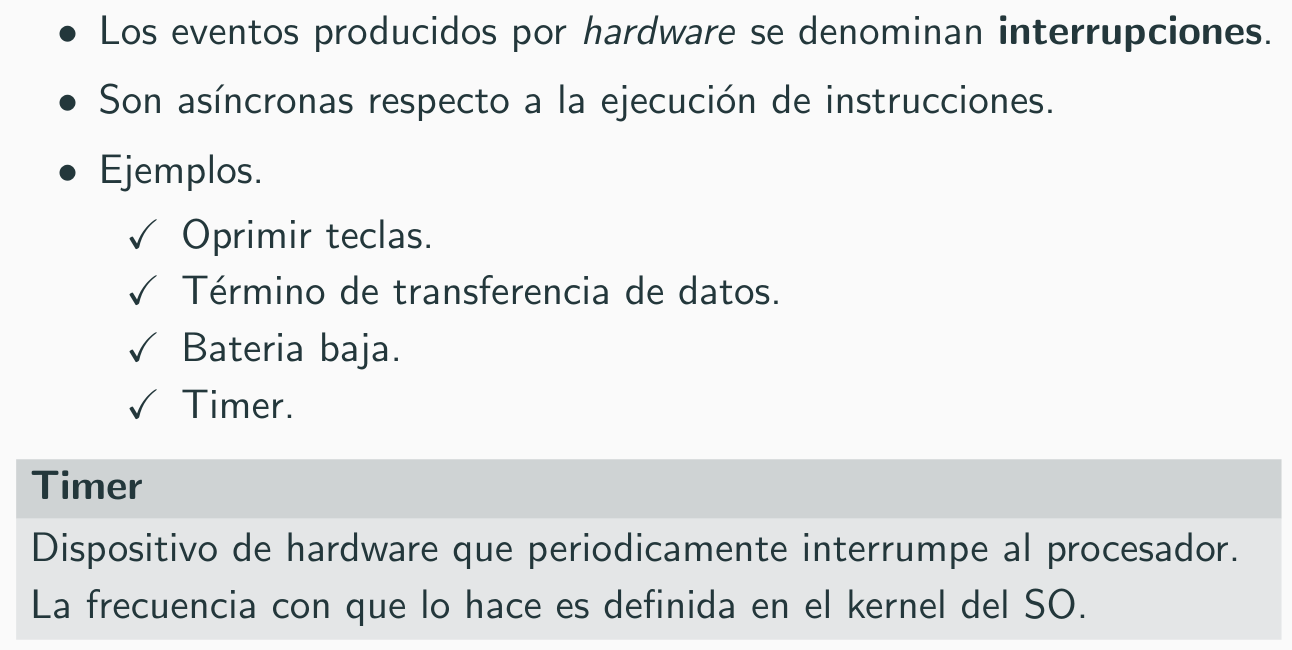 • Los eventos producidos por hardware se denominan interrupciones.
• Son asíncronas respecto a la ejecución de instrucciones.
• Ejemplos.
✓ Oprimir teclas.
✓ Término de transferencia de datos.
✓ Bateria baja.
✓ Timer.
Timer
Dispositivo de hardware que periodicamente interrumpe al procesador.
La frecuencia con que lo hace es definida en el kernel del SO.